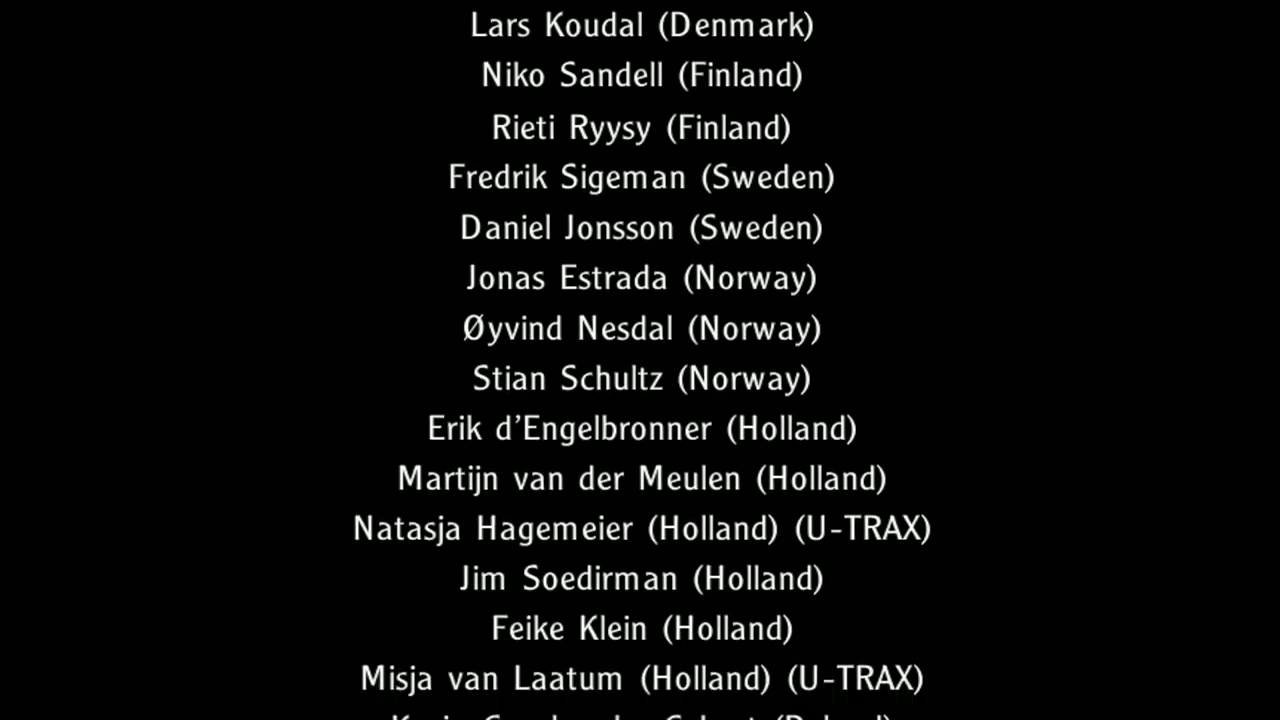 Lars Koudal (Denmark)
Niko Sandell (Finland)
Rieti Ryysy (Finland)
Fredrik Sigeman (Sweden)
Daniel Jonsson (Sweden)
Jonas Estrada (Norway)
Øyvind Nesdal (Norway)
Stian Schultz (Norway)
Erik d’Engelbronner (Holland)
Martijn van der Meulen (Holland)
Natasja Hagemeier (Holland) (U-TRAX)
Jim Soedirman (Holland)
Feike Klein (Holland)
Misja van Laatum (Holland) (U-TRAX)